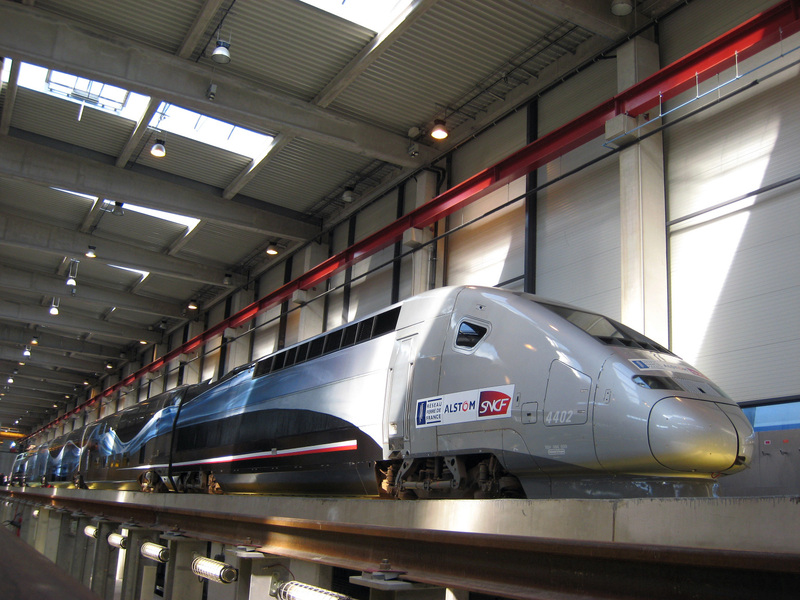 RÉSEAU
FERRÉ DE
FRANCE
ALSTOM
SNCF
4402